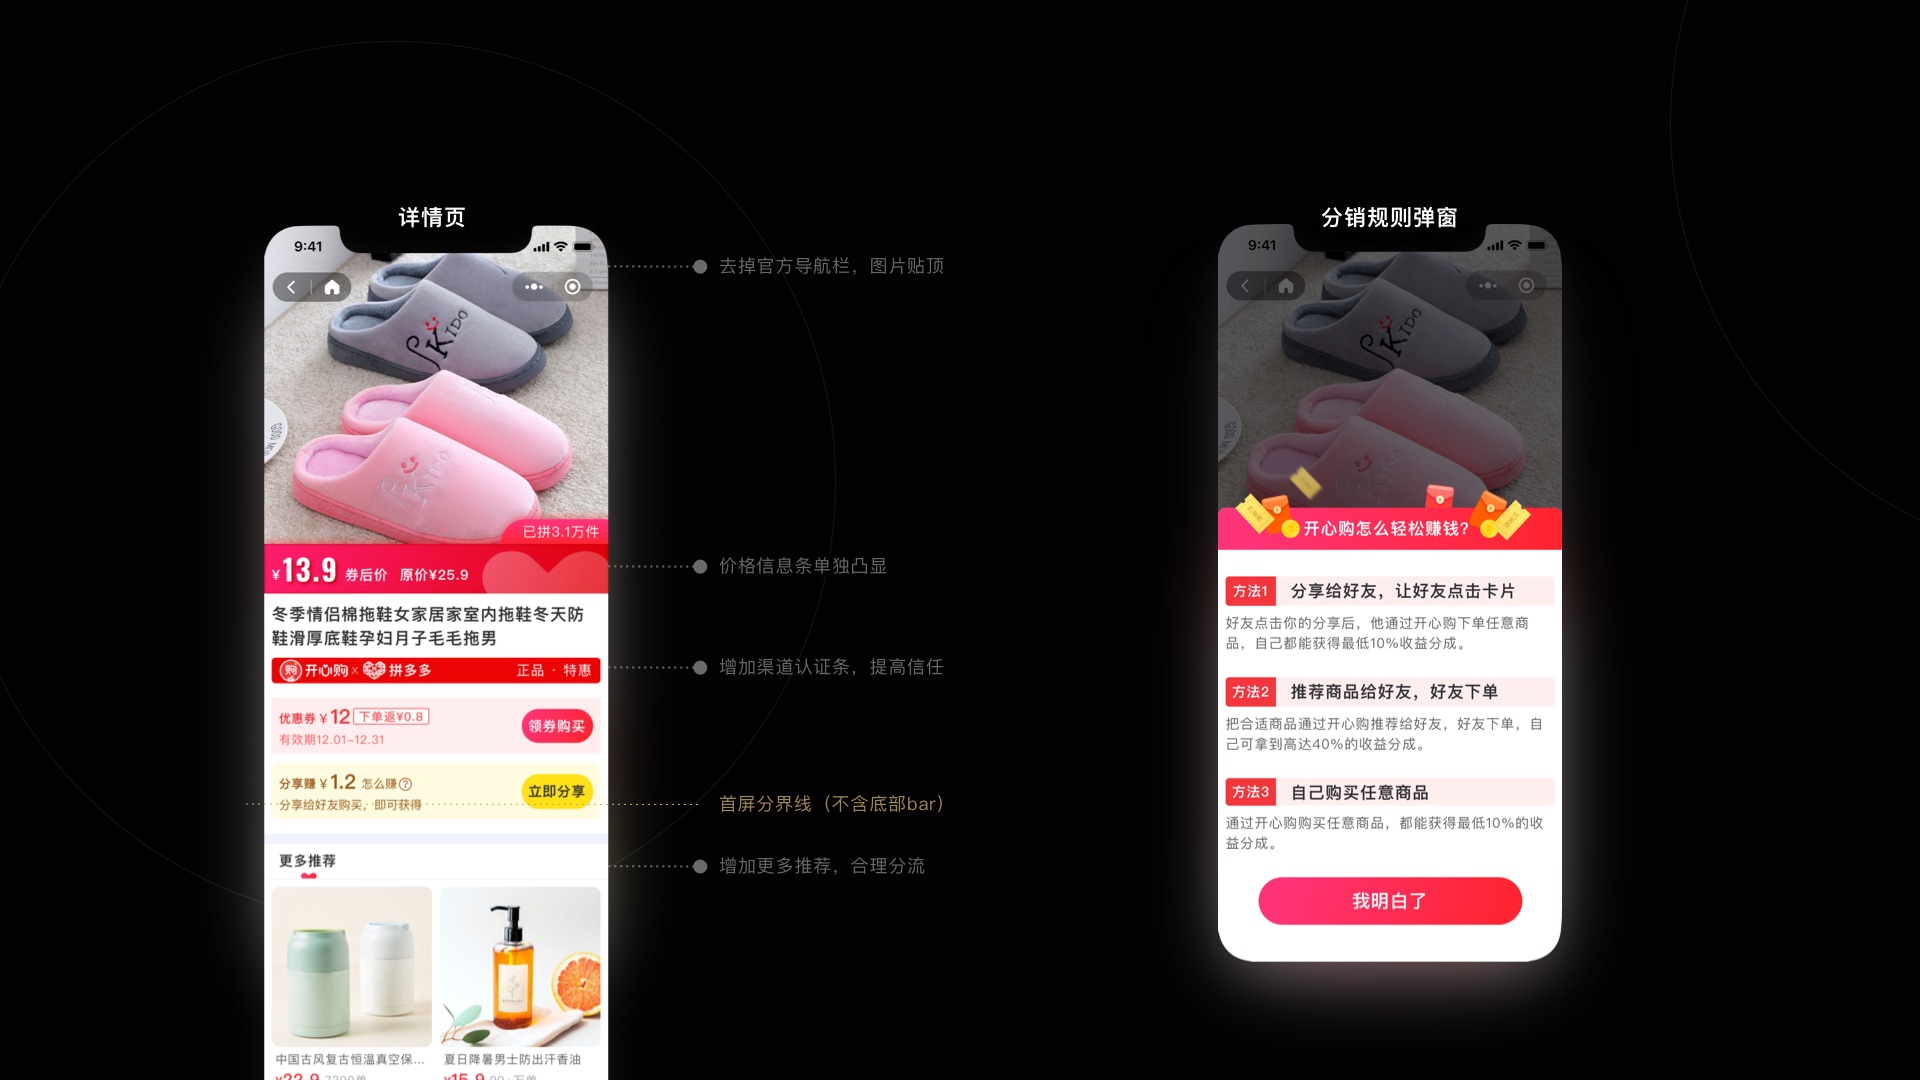 详情页
9:41
KIDO
KIDO
已拼3.1万件
¥13.9 券后价 原价¥25.9
冬季情侣棉拖鞋女家居家室内拖鞋冬天防
鞋滑厚底鞋孕妇月子毛毛拖男
购 开心购 x 拼多多 正品 · 特惠
优惠券 ¥12 下单返¥0.8
有效期12.01-12.31
领券购买
分享赚 ¥1.2 怎么赚?
分享给好友购买，即可获得
立即分享
更多推荐
中国古风复古恒温真空保...
夏日降暑男士防出汗香油
去掉官方导航栏，图片贴顶
价格信息条单独凸显
增加渠道认证条，提高信任
首屏分界线（不含底部bar）
增加更多推荐，合理分流
分销规则弹窗
9:41
KIDO
KIDO
开心购怎么轻松赚钱?
方法1 分享给好友，让好友点击卡片
好友点击你的分享后，他通过开心购下单任意商
品，自己都能获得最低10%收益分成。
方法2 推荐商品给好友，好友下单
把合适商品通过开心购推荐给好友，好友下单，自
己可拿到高达40%的收益分成。
方法3 自己购买任意商品
通过开心购购买任意商品，都能获得最低10%的收
益分成。
我明白了